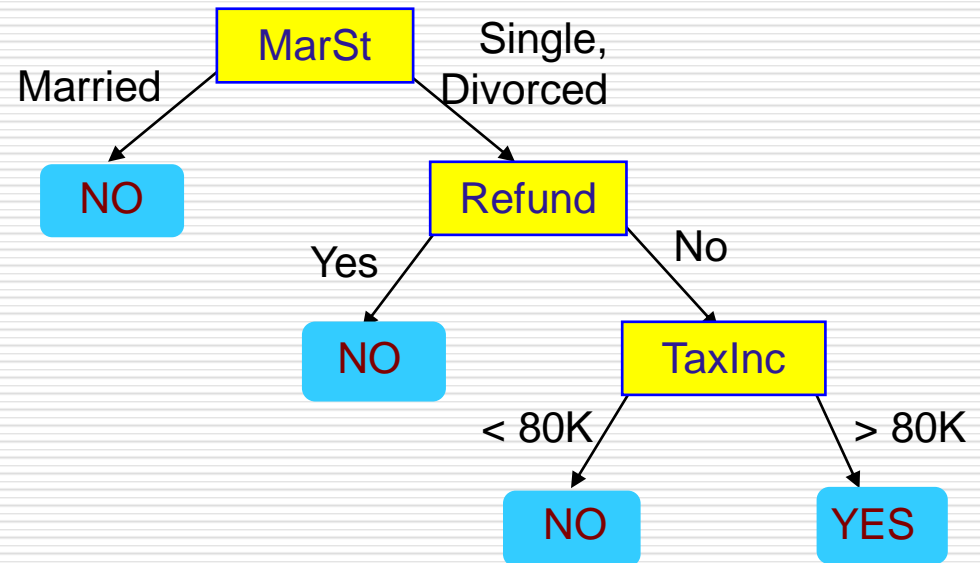 MarSt
Single,
Married
Divorced
NO
Refund
Yes
No
NO
TaxInc
< 80K
> 80K
NO
YES